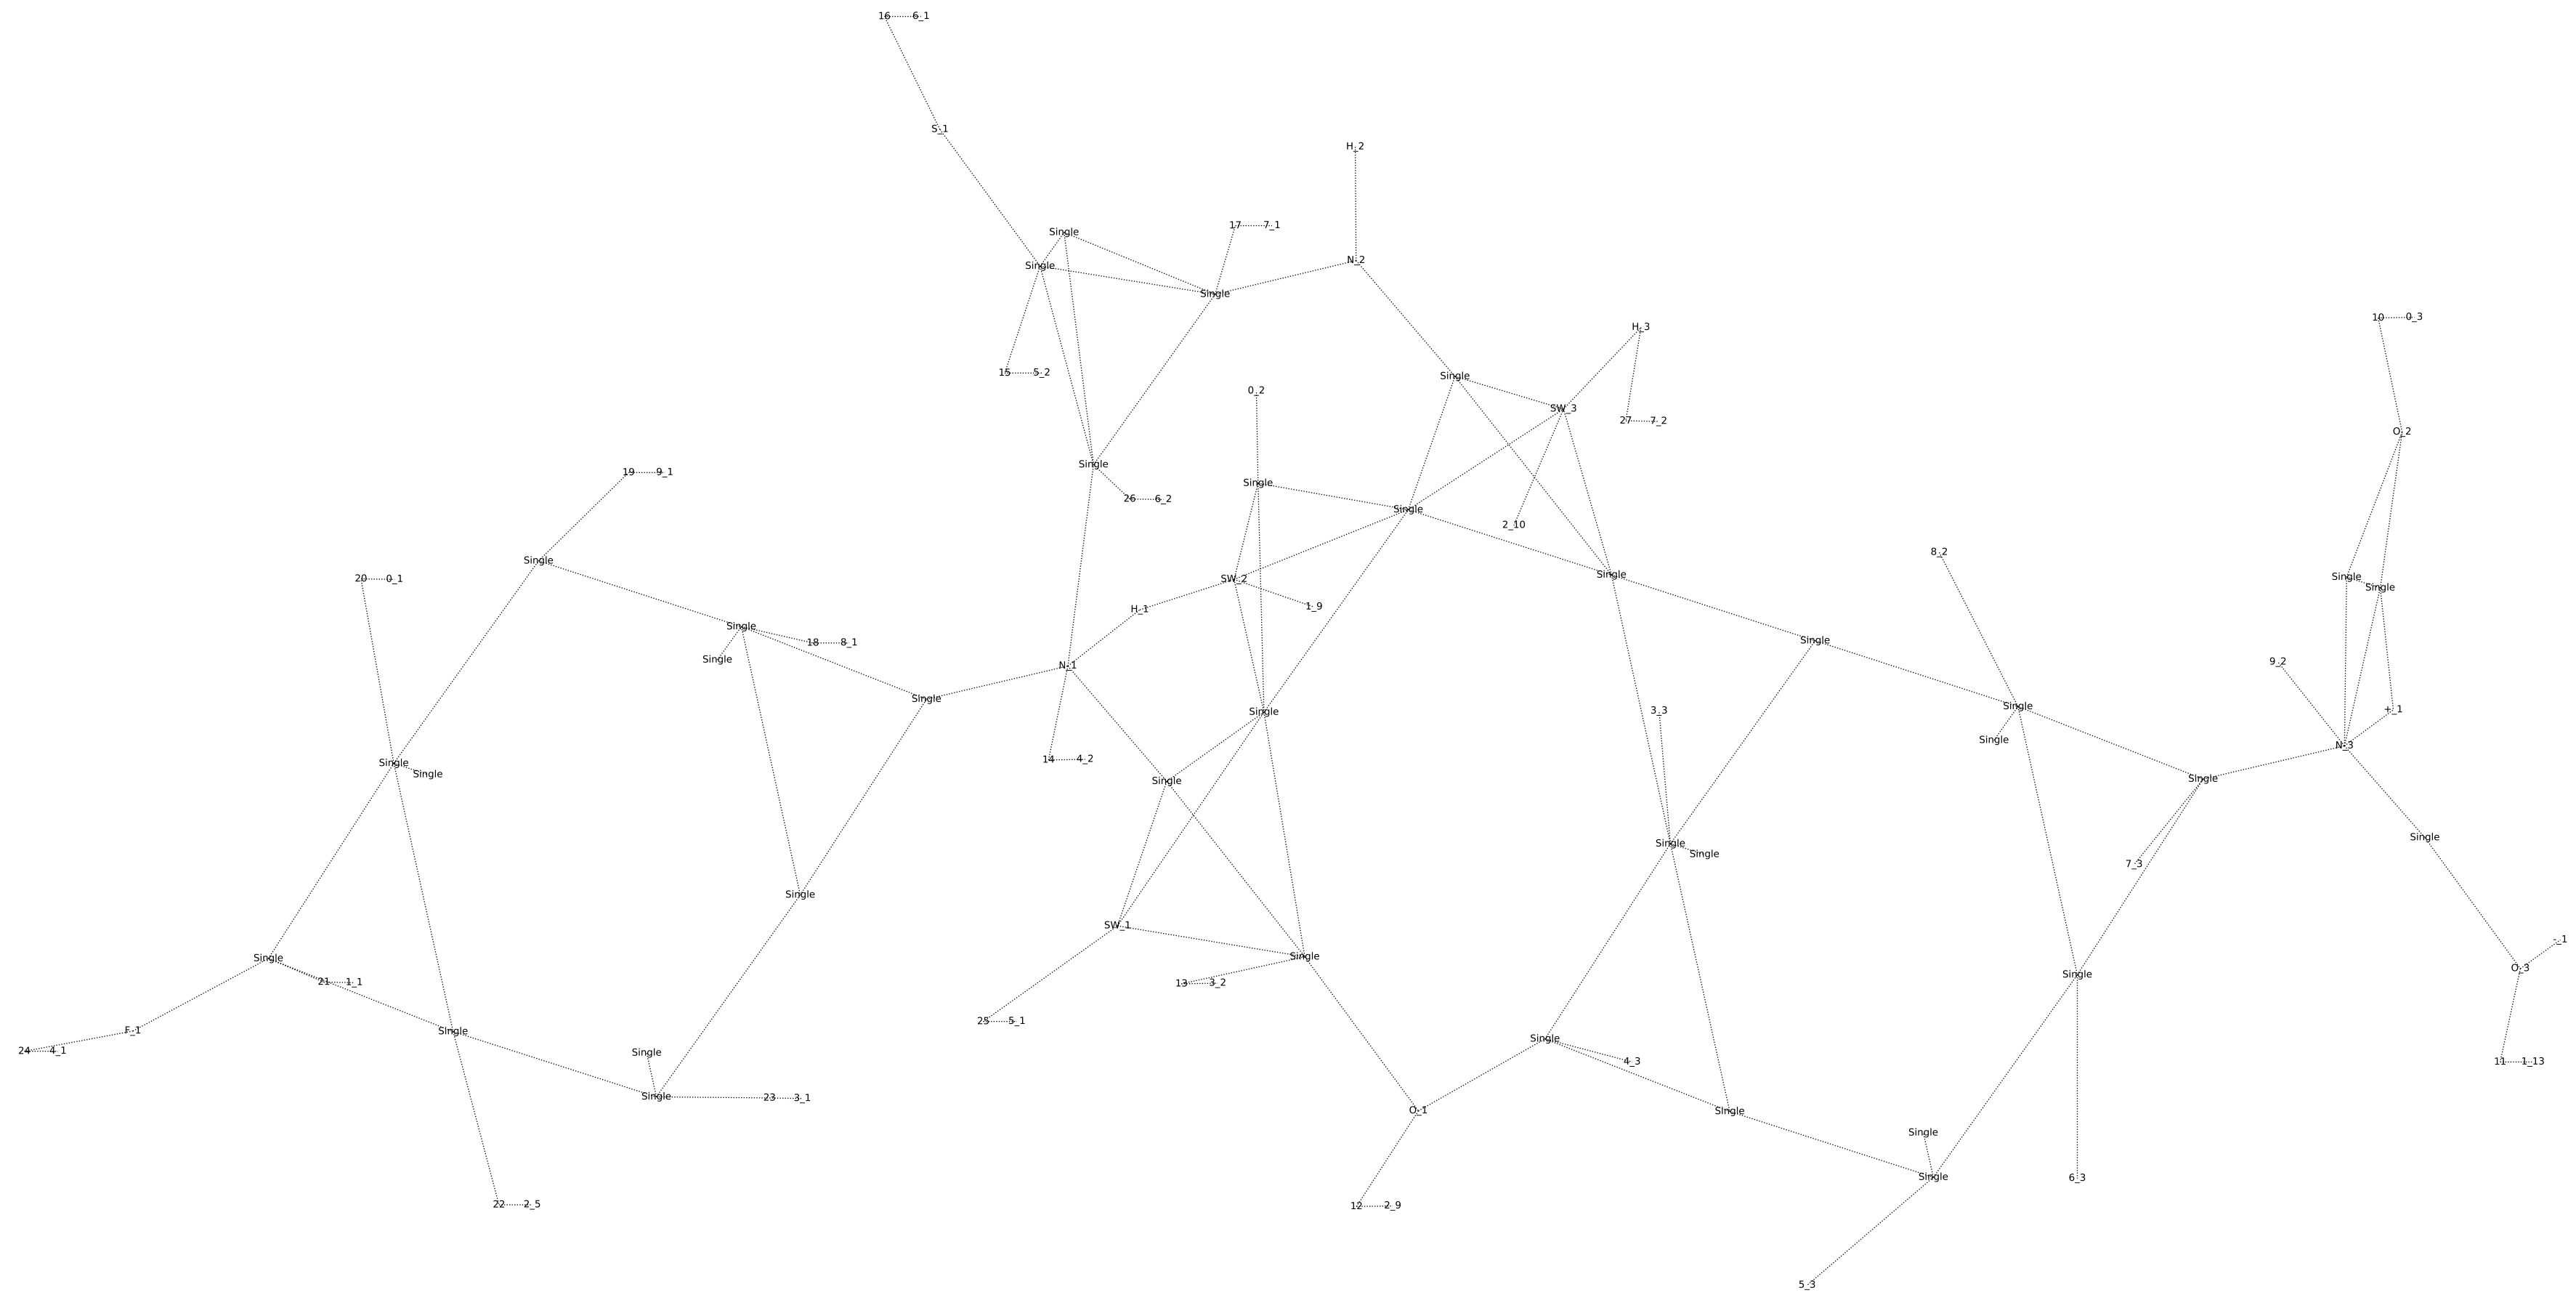 16 6_1
S_1
H_2
17 7_1
Single
N_2
Single
Single
10 0_3
H_3
15 5_2
Single
0_2
SW_3
27 7_2
O_2
Single
19 9_1
Single
26 6_2
Single
2_10
8_2
Single
Single
20 0_1
SW_2
Single
Single
1_9
H_1
Single
18 8_1
Single
Single
9_2
N_1
Single
Single
3_3
+_1
Single
Single
N_3
14 4_2
Single
Single
Single
Single
Single
Single
Single
7_3
Single
SW_1
-_1
Single
Single
O_3
Single
21 1_1
13 3_2
25 5_1
F_1
Single
Single
24 4_1
Single
4_3
11 1_13
Single
23 3_1
O_1
Single
Single
Single
6_3
22 2_5
12 2_9
5_3